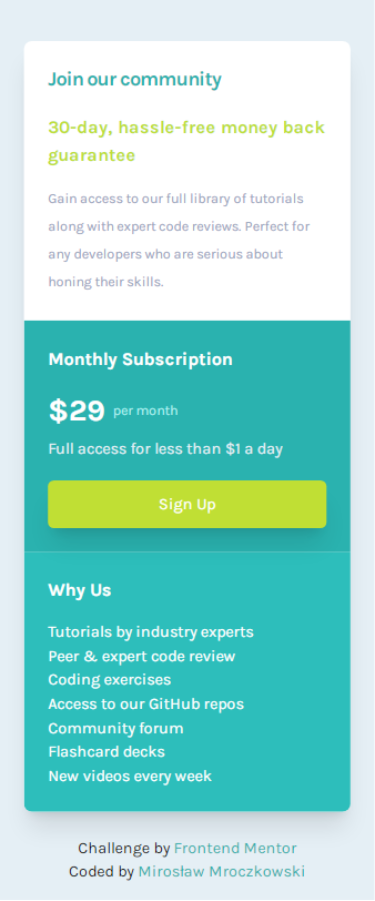 Join our community
30-day, hassle-free money back
guarantee
Gain access to our full library of tutorials
along with expert code reviews. Perfect for
any developers who are serious about
honing their skills.
Monthly Subscription
$29 per month
Full access for less than $1 a day
Sign Up
Why Us
Tutorials by industry experts
Peer & expert code review
Coding exercises
Access to our GitHub repos
Community forum
Flashcard decks
New videos every week
Challenge by Frontend Mentor
Coded by Mirosław Mroczkowski